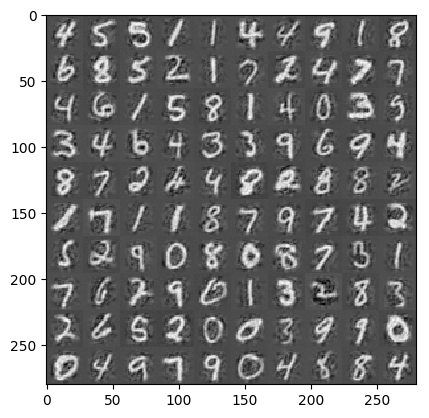 0
4 5 5 1 1 4 4 9 1 8
50
6 8 5 2 1 7 2 4 7 7
4 6 1 5 8 1 4 0 3 5
100
3 4 6 4 3 3 9 6 9 4
8 7 2 4 4 8 2 8 8 2
150
1 7 1 1 8 7 9 7 4 2
5 2 9 0 8 0 8 7 5 1
200
7 6 2 9 0 1 3 2 8 3
2 6 5 2 0 0 3 9 9 0
250
0 4 9 7 9 0 4 8 8 4
0 50 100 150 200 250